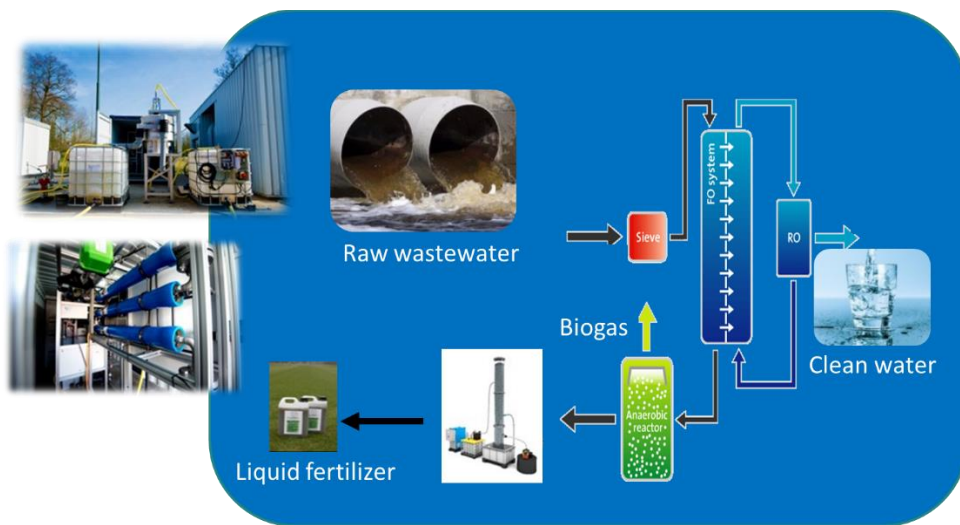 Raw wastewater
Sieve
FO system
RO
Clean water
Biogas
Anaerobic
reactor
Liquid fertilizer